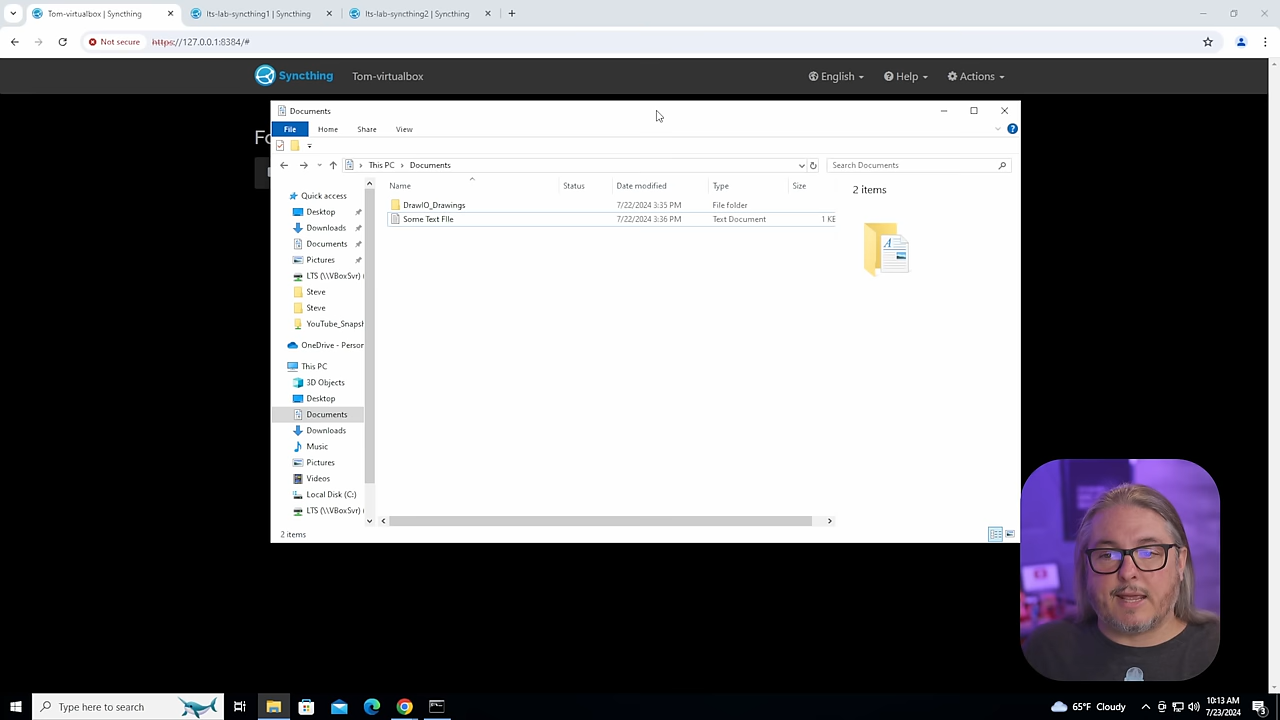 Tom-virtualbox | Syncthing
lts-lab-syncthing1 | Syncthing
lts-lab-syncthing2 | Syncthing
Not secure
https://127.0.0.1:8384/#
Syncthing
Tom-virtualbox
English
Help
Actions
Fo
Documents
File
Home
Share
View
This PC
Documents
Search Documents
Name
Status
Date modified
Type
Size
DrawIO_Drawings
7/22/2024 3:35 PM
File folder
Some Text FIle
7/22/2024 3:36 PM
Text Document
1 KB
2 items
Quick access
Desktop
Downloads
Documents
Pictures
LTS (\\VBoxSvr) (
Steve
Steve
YouTube_Snapsh
OneDrive - Person
This PC
3D Objects
Desktop
Documents
Downloads
Music
Pictures
Videos
Local Disk (C:)
LTS (\\VBoxSvr) (
2 items
Type here to search
65°F Cloudy
10:13 AM
7/23/2024
3